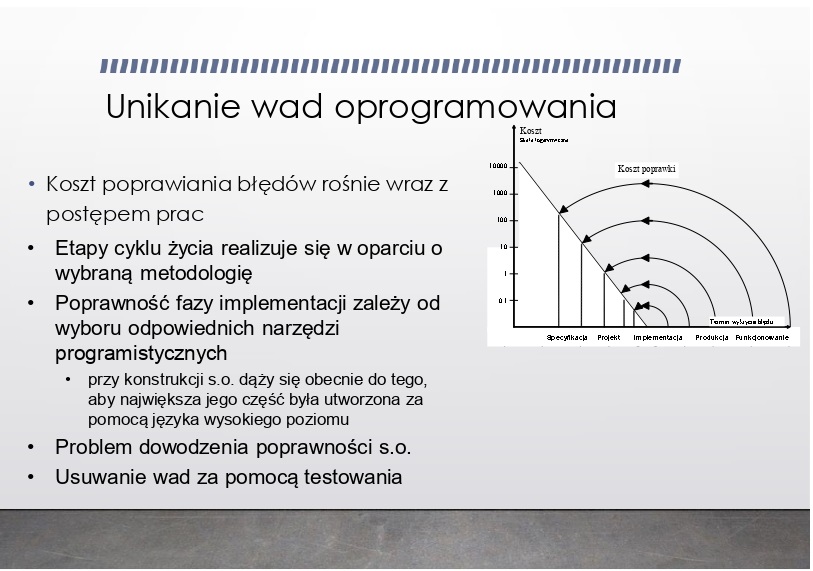 Unikanie wad oprogramowania
• Koszt poprawiania błędów rośnie wraz z
postępem prac
• Etapy cyklu życia realizuje się w oparciu o
wybraną metodologię
• Poprawność fazy implementacji zależy od
wyboru odpowiednich narzędzi
programistycznych
• przy konstrukcji s.o. dąży się obecnie do tego,
aby największa jego część była utworzona za
pomocą języka wysokiego poziomu
• Problem dowodzenia poprawności s.o.
• Usuwanie wad za pomocą testowania
Koszt
Skala logarytmiczna
Koszt poprawki
10000
1000
100
10
1
0.1
Termin wykrycia błędu
Specyfikacja Projekt Implementacja Produkcja Funkcjonowanie